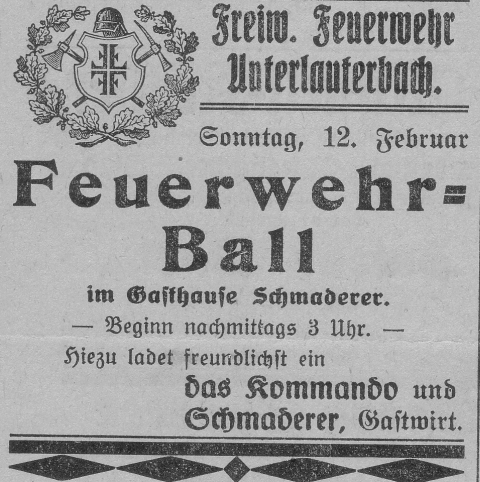 Freiw. Feuerwehr
Unterlauterbach.
Sonntag, 12. Februar
Feuerwehr=
Ball
im Gasthause Schmaderer.
— Beginn nachmittags 3 Uhr. —
Hiezu ladet freundlichst ein
das Kommando und
Schmaderer, Gastwirt.